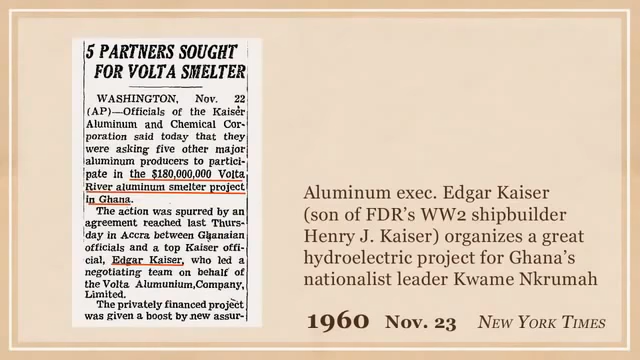 5 PARTNERS SOUGHT
FOR VOLTA SMELTER
WASHINGTON, Nov. 22
(AP)—Officials of the Kaiser
Aluminum and Chemical Cor-
poration said today that they
were asking five other major
aluminum producers to partici-
pate in the $180,000,000 Volta
River aluminum smelter project
in Ghana.
The action was spurred by an
agreement reached last Thurs-
day in Accra between Ghanaian
officials and a top Kaiser offi-
cial, Edgar Kaiser, who led a
negotiating team on behalf of
the Volta Alumunium,Company,
Limited.
The privately financed project
was given a boost by new assur-
Aluminum exec. Edgar Kaiser
(son of FDR’s WW2 shipbuilder
Henry J. Kaiser) organizes a great
hydroelectric project for Ghana’s
nationalist leader Kwame Nkrumah
1960 Nov. 23 NEW YORK TIMES